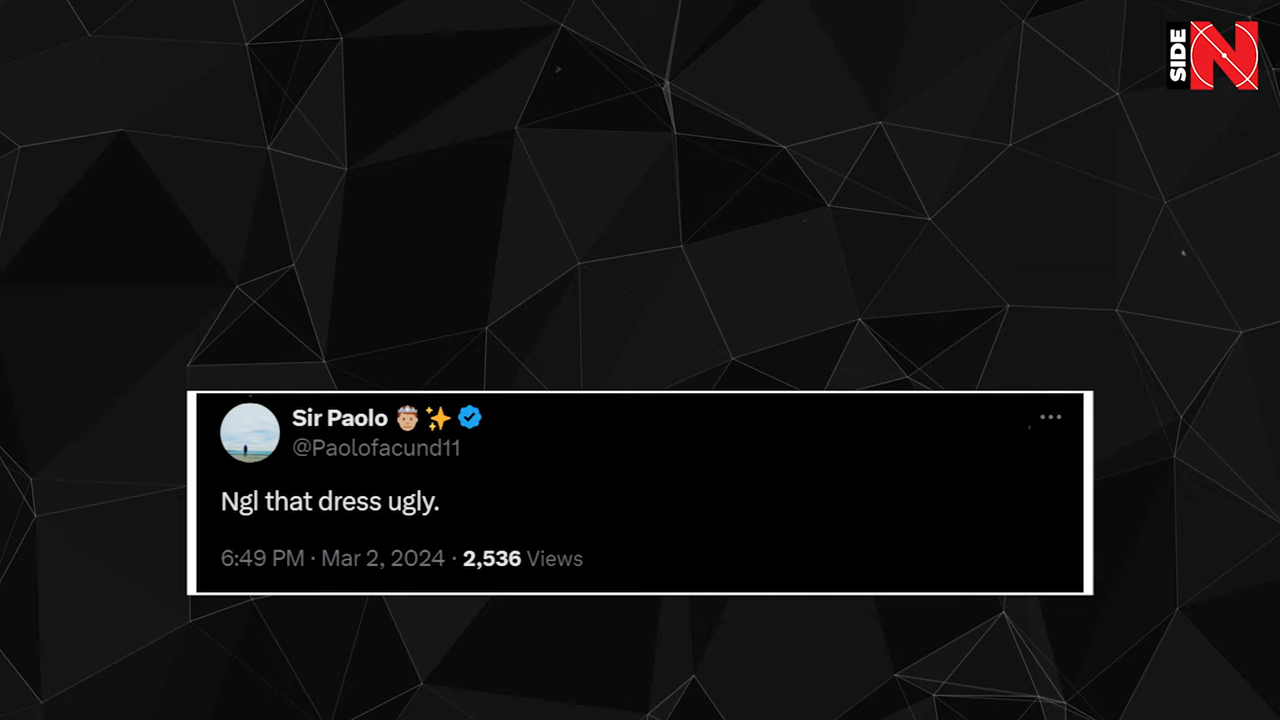 SIDE N
Sir Paolo
@Paolofacund11
Ngl that dress ugly.
6:49 PM · Mar 2, 2024 · 2,536 Views